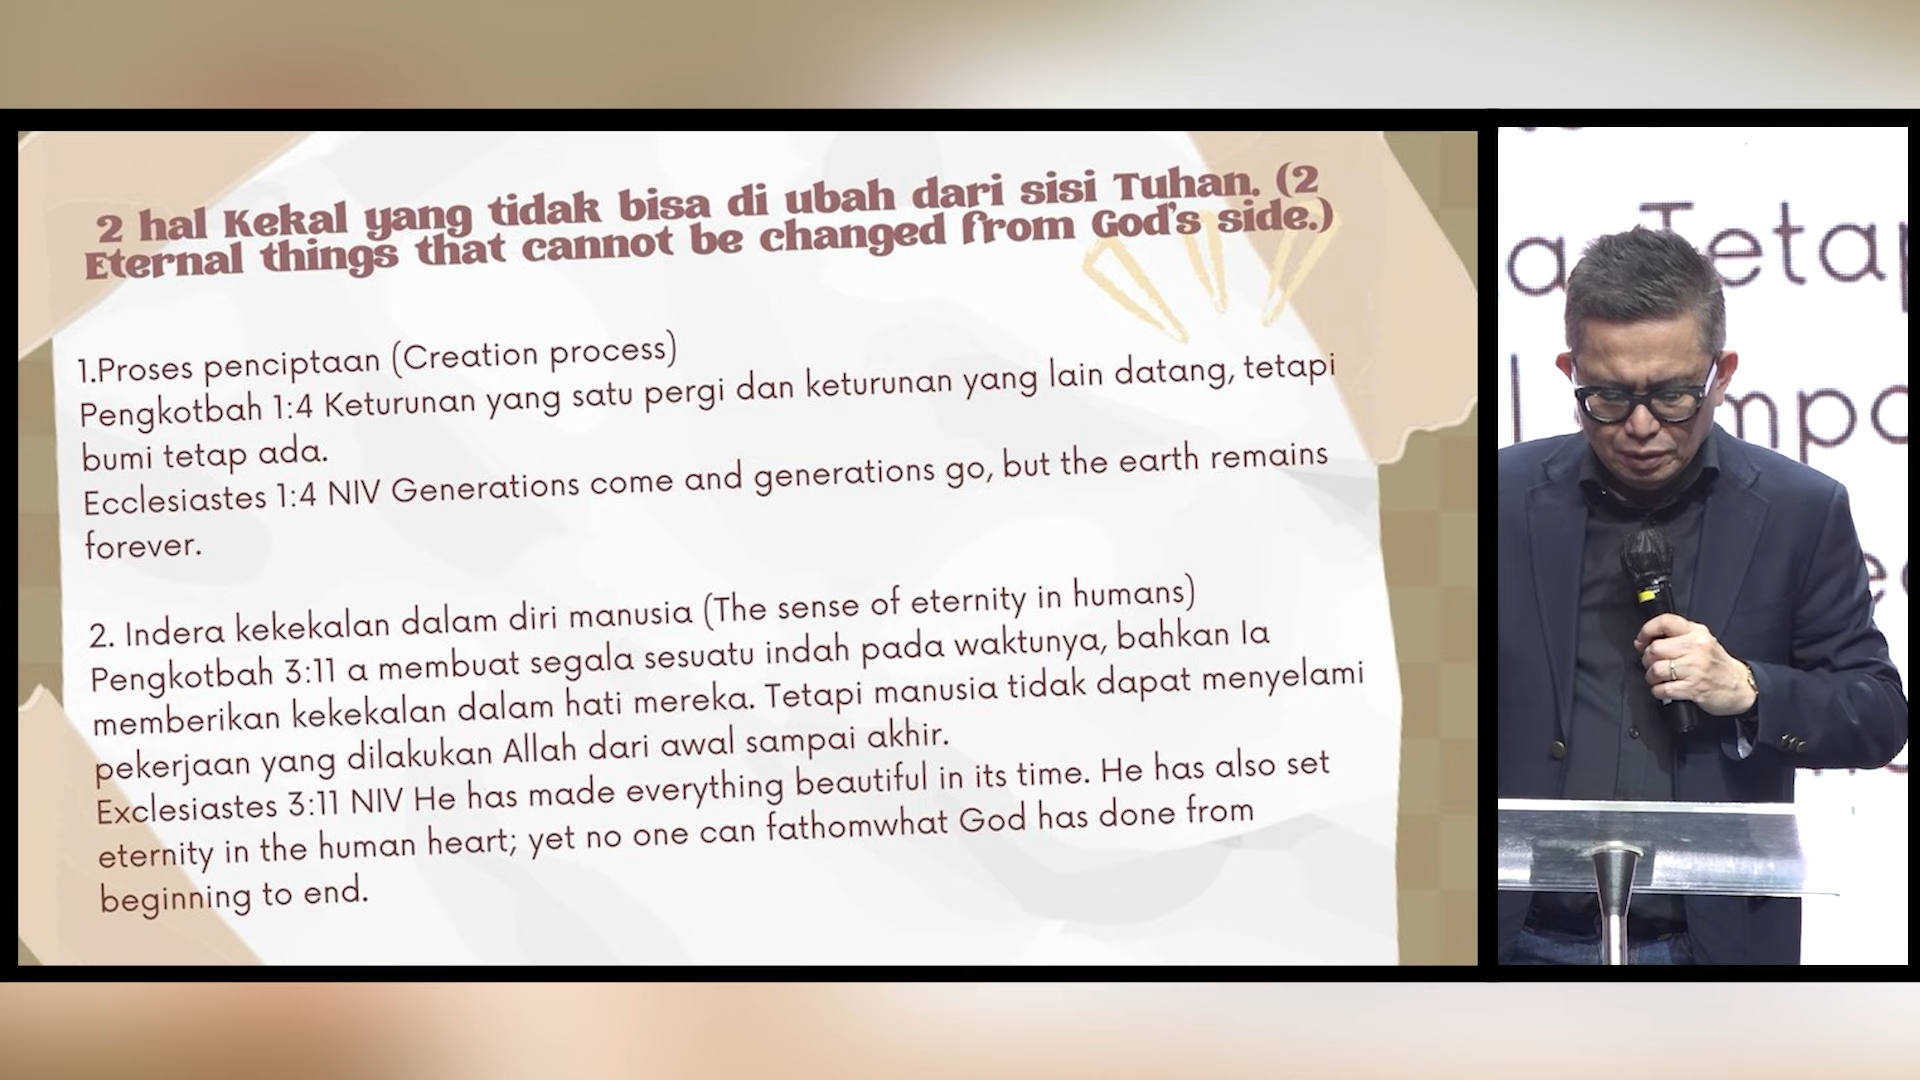 2 hal Kekal yang tidak bisa di ubah dari sisi Tuhan. (2
Eternal things that cannot be changed from God's side.)
1.Proses penciptaan (Creation process)
Pengkotbah 1:4 Keturunan yang satu pergi dan keturunan yang lain datang, tetapi
bumi tetap ada.
Ecclesiastes 1:4 NIV Generations come and generations go, but the earth remains
forever.
2. Indera kekekalan dalam diri manusia (The sense of eternity in humans)
Pengkotbah 3:11 a membuat segala sesuatu indah pada waktunya, bahkan Ia
memberikan kekekalan dalam hati mereka. Tetapi manusia tidak dapat menyelami
pekerjaan yang dilakukan Allah dari awal sampai akhir.
Exclesiastes 3:11 NIV He has made everything beautiful in its time. He has also set
eternity in the human heart; yet no one can fathomwhat God has done from
beginning to end.
a Tetap